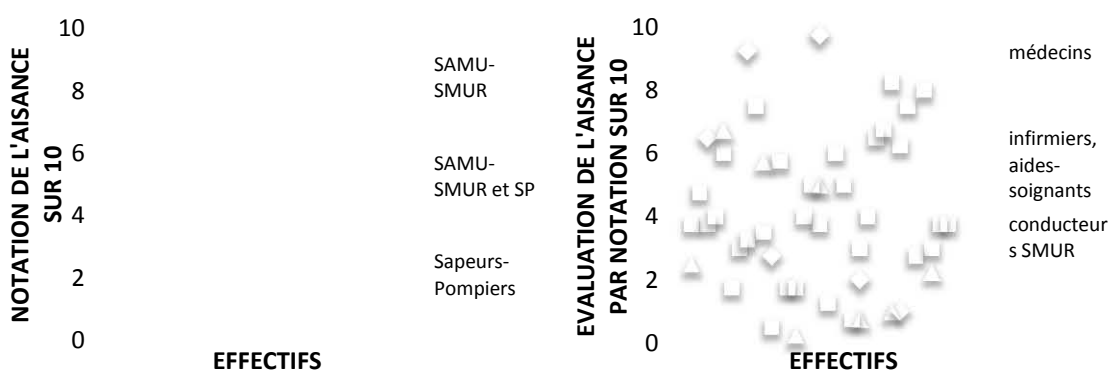 NOTATION DE L'AISANCE
SUR 10
10
8
6
4
2
0
SAMU-
SMUR
SAMU-
SMUR et SP
Sapeurs-
Pompiers
EFFECTIFS
EVALUATION DE L'AISANCE
PAR NOTATION SUR 10
10
8
6
4
2
0
médecins
infirmiers,
aides-
soignants
conducteur
s SMUR
EFFECTIFS